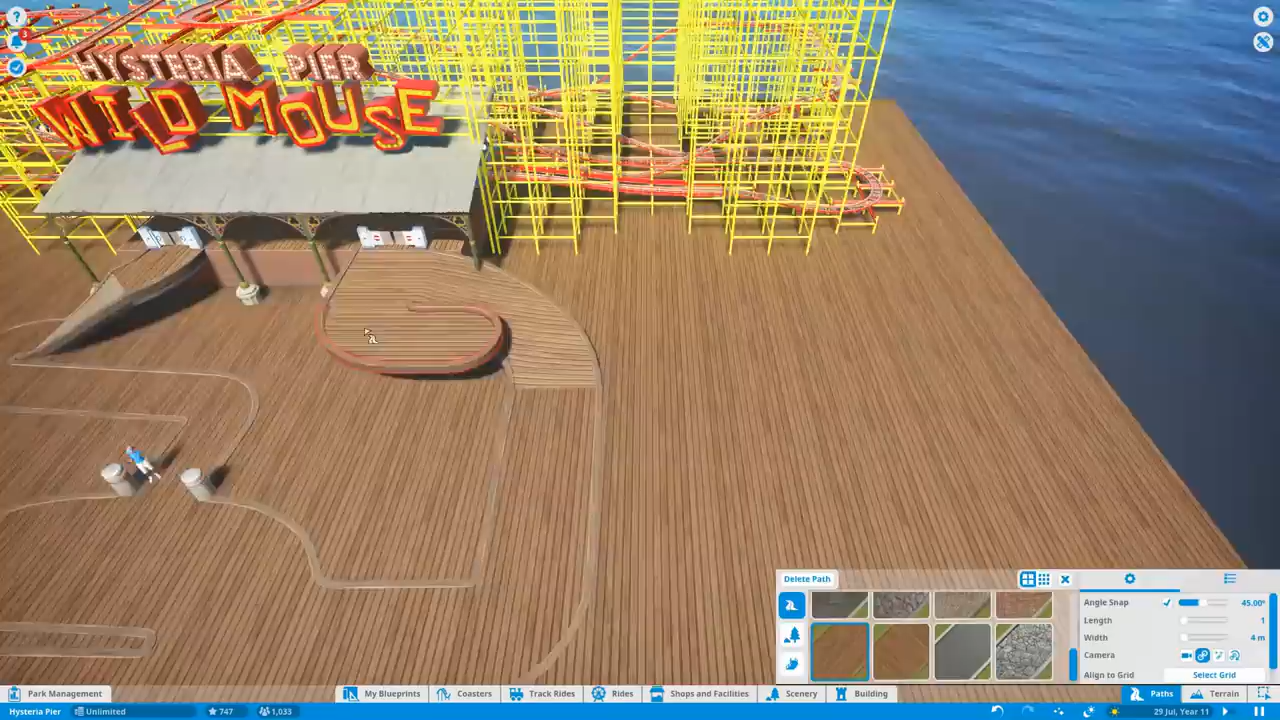 ?
3
HYSTERIA PIER
WILD MOUSE
Delete Path
Angle Snap 45.00°
Length 1
Width 4 m
Camera
Align to Grid Select Grid
Park Management My Blueprints Coasters Track Rides Rides Shops and Facilities Scenery Building Paths Terrain
Hysteria Pier Unlimited 747 1,033 29 Jul, Year 11